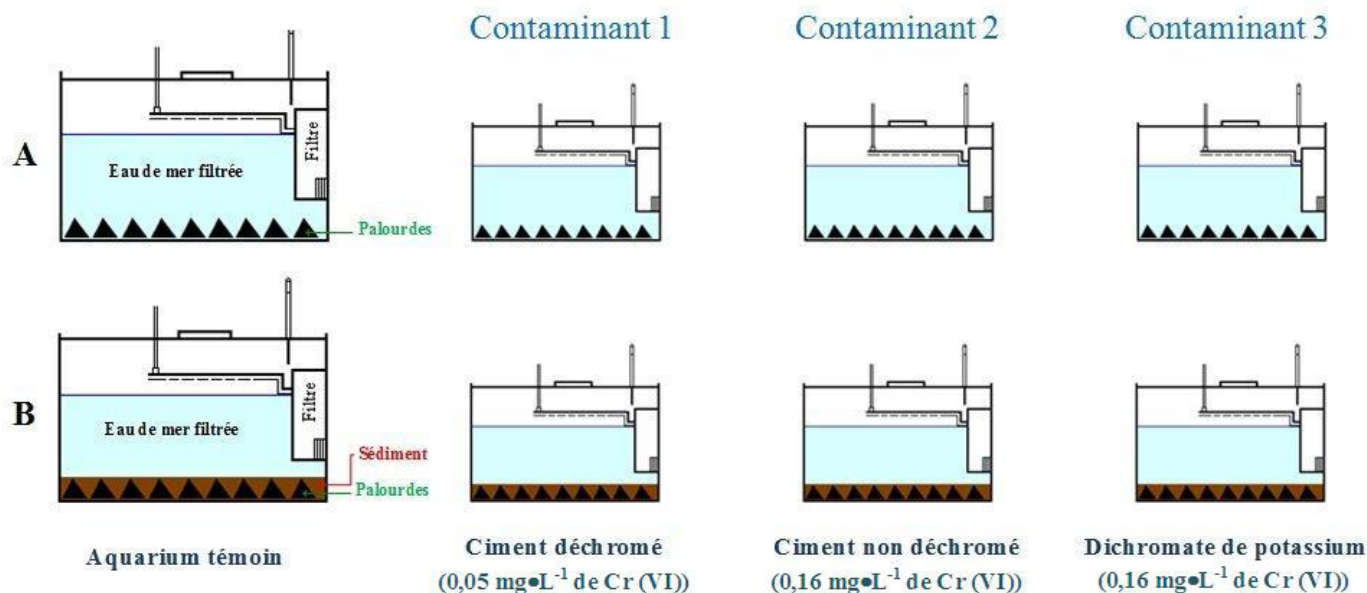 Contaminant 1
Contaminant 2
Contaminant 3
A
Filtre
Eau de mer filtrée
Palourdes
B
Filtre
Eau de mer filtrée
Sédiment
Palourdes
Aquarium témoin
Ciment déchromé
(0,05 mg•L⁻¹ de Cr (VI))
Ciment non déchromé
(0,16 mg•L⁻¹ de Cr (VI))
Dichromate de potassium
(0,16 mg•L⁻¹ de Cr (VI))